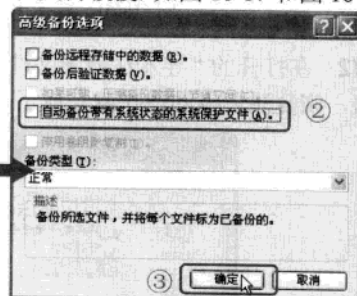 高级备份选项
备份远程存储中的数据(R)。
备份后验证数据(V)。
自动备份带有系统状态的系统保护文件(A)。
②
备份类型(T):
正常
描述
备份所选文件，并将每个文件标为已备份的。
③
确定
取消